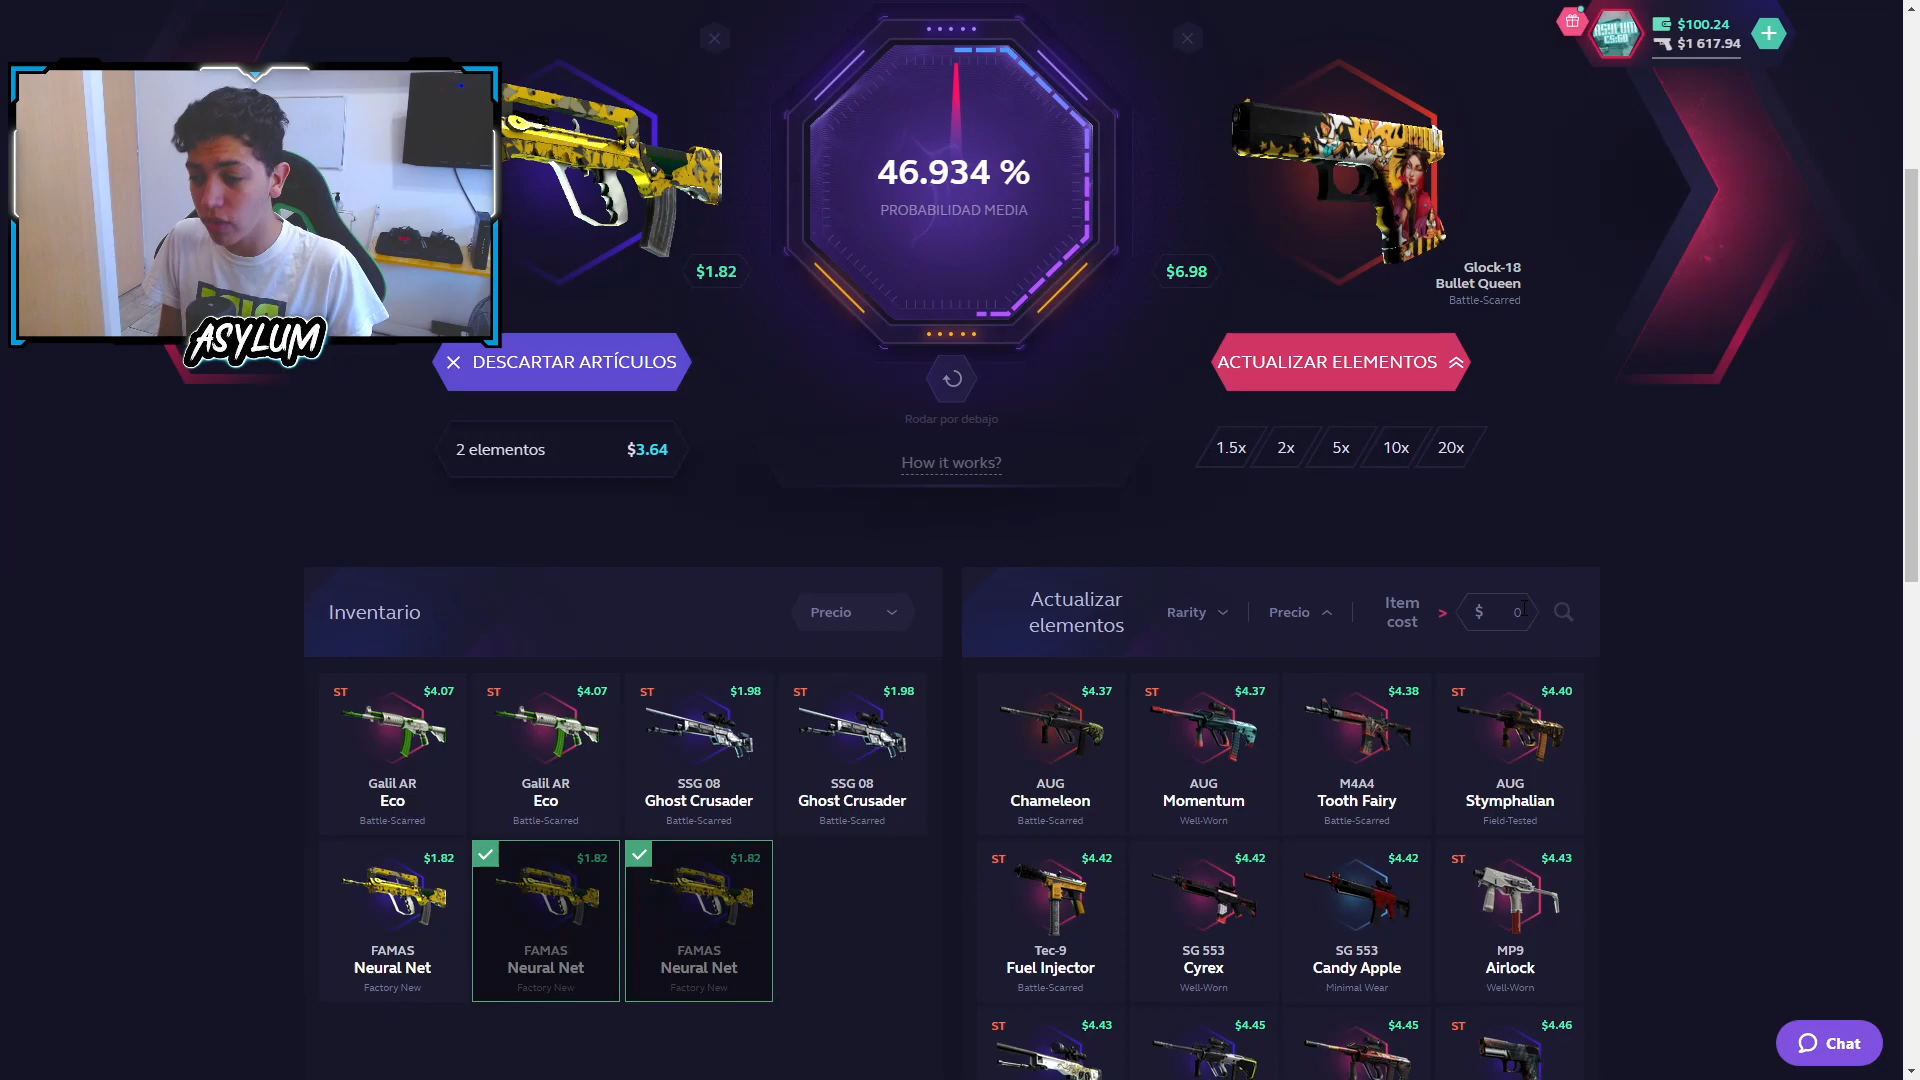 $100.24
$1 617.94
ASYLUM
CS:GO
46.934 %
PROBABILIDAD MEDIA
$1.82
$6.98
Glock-18
Bullet Queen
Battle-Scarred
ASYLUM
DESCARTAR ARTÍCULOS
ACTUALIZAR ELEMENTOS
Rodar por debajo
2 elementos $3.64
How it works?
1.5x 2x 5x 10x 20x
Inventario
Precio
Actualizar
elementos
Rarity
Precio
Item
cost
> $ 0
ST $4.07 ST $4.07 ST $1.98 ST $1.98
Galil AR Galil AR SSG 08 SSG 08
Eco Eco Ghost Crusader Ghost Crusader
Battle-Scarred Battle-Scarred Battle-Scarred Battle-Scarred
$1.82 $1.82 $1.82
FAMAS FAMAS FAMAS
Neural Net Neural Net Neural Net
Factory New Factory New Factory New
$4.37 ST $4.37 $4.38 ST $4.40
AUG AUG M4A4 AUG
Chameleon Momentum Tooth Fairy Stymphalian
Battle-Scarred Well-Worn Battle-Scarred Field-Tested
ST $4.42 $4.42 $4.42 ST $4.43
Tec-9 SG 553 SG 553 MP9
Fuel Injector Cyrex Candy Apple Airlock
Battle-Scarred Well-Worn Minimal Wear Well-Worn
ST $4.43 $4.45 $4.45 ST $4.46
Chat